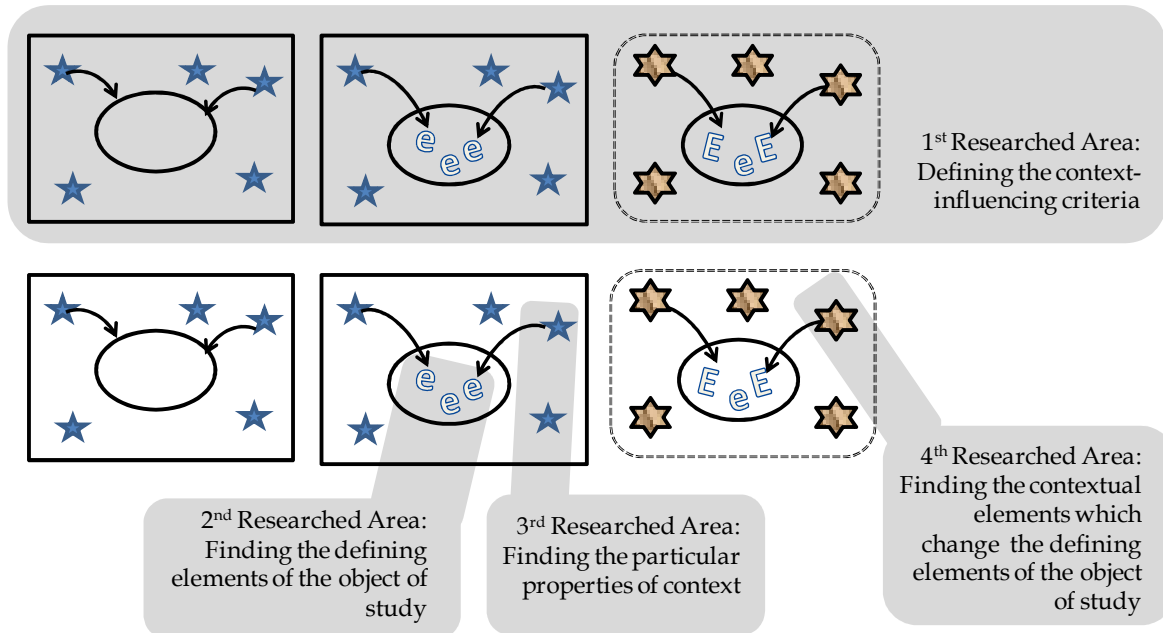 e e e
E e E
1st Researched Area:
Defining the context-
influencing criteria
e e e
E e E
2nd Researched Area:
Finding the defining
elements of the object of
study
3rd Researched Area:
Finding the particular
properties of context
4th Researched Area:
Finding the contextual
elements which
change the defining
elements of the object
of study